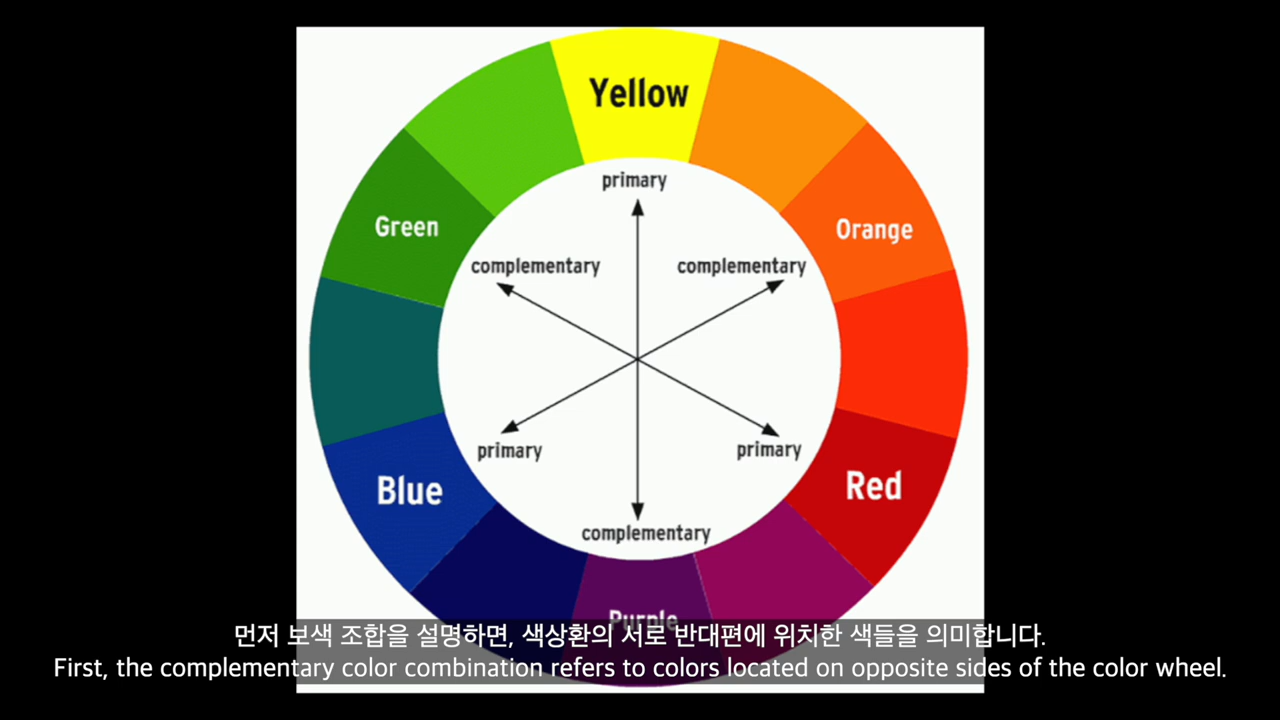 Yellow
primary
Green
Orange
complementary
complementary
primary
primary
Blue
Red
complementary
Purple
먼저 보색 조합을 설명하면, 색상환의 서로 반대편에 위치한 색들을 의미합니다.
First, the complementary color combination refers to colors located on opposite sides of the color wheel.